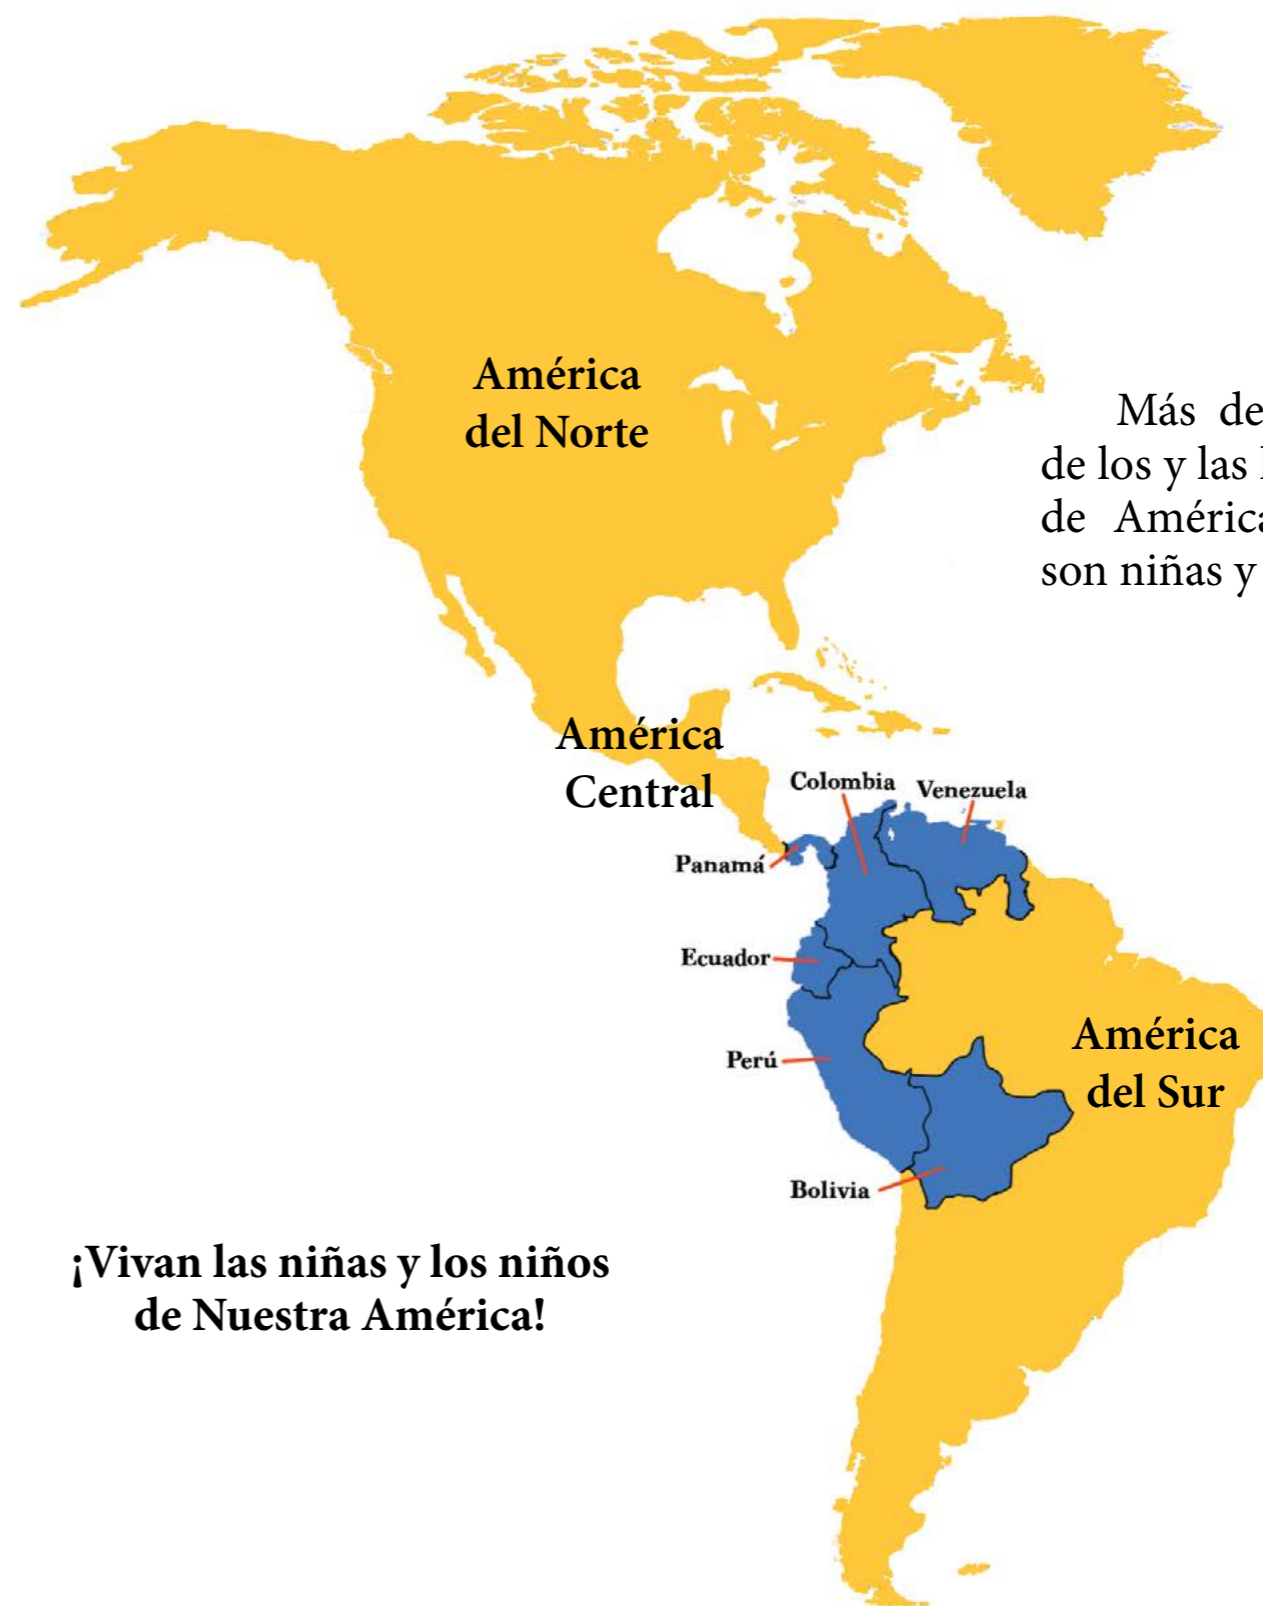 América
del Norte
Más de
de los y las
de América
son niñas y
América
Central
Colombia
Venezuela
Panamá
Ecuador
Perú
América
del Sur
Bolivia
¡Vivan las niñas y los niños
de Nuestra América!